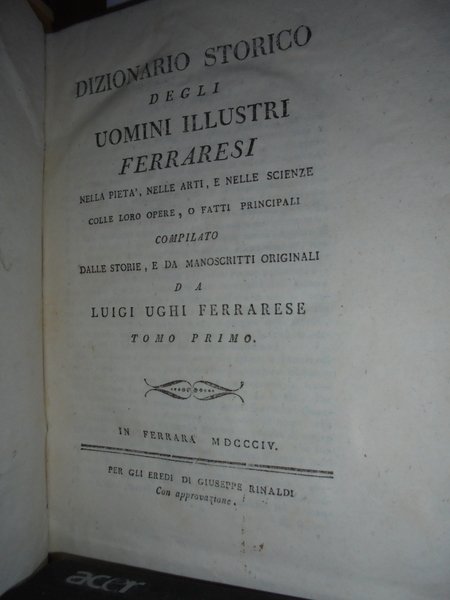 DIZIONARIO STORICO
DEGLI
UOMINI ILLUSTRI
FERRARESI
NELLA PIETA', NELLE ARTI, E NELLE SCIENZE
COLLE LORO OPERE, O FATTI PRINCIPALI
COMPILATO
DALLE STORIE, E DA MANOSCRITTI ORIGINALI
DA
LUIGI UGHI FERRARESE
TOMO PRIMO.
IN FERRARA MDCCCIV.
PER GLI EREDI DI GIUSEPPE RINALDI
Con approvazione.
acer